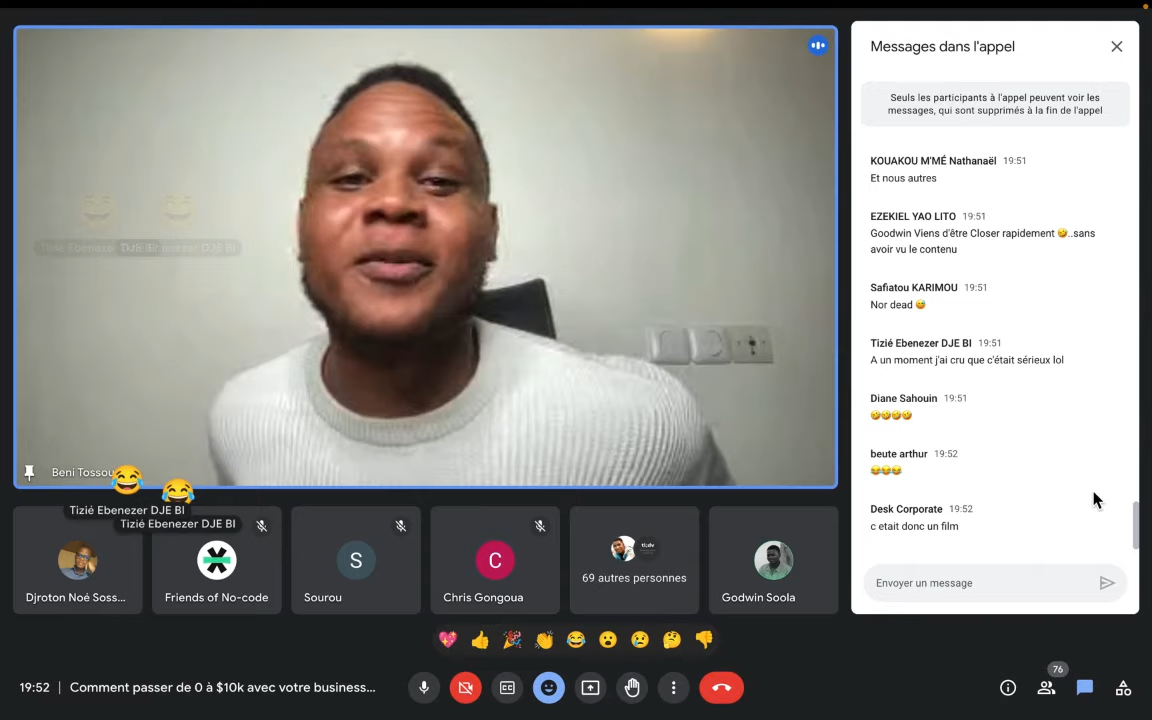 Messages dans l'appel
Seuls les participants à l'appel peuvent voir les
messages, qui sont supprimés à la fin de l'appel
KOUAKOU M'MÉ Nathanaël 19:51
Et nous autres
EZEKIEL YAO LITO 19:51
Goodwin Viens d'être Closer rapidement 🤣..sans
avoir vu le contenu
Safiatou KARIMOU 19:51
Nor dead 😅
Tizié Ebenezer DJE BI 19:51
A un moment j'ai cru que c'était sérieux lol
Diane Sahouin 19:51
🤣🤣🤣🤣
beute arthur 19:52
😂😂😂
Desk Corporate 19:52
c etait donc un film
Envoyer un message
DJE BI
Beni Tossou
Tizié Ebenezer DJE BI
Tizié Ebenezer DJE BI
Djroton Noé Soss...
Friends of No-code
S
Sourou
C
Chris Gongoua
69 autres personnes
Godwin Soola
19:52 | Comment passer de 0 à $10k avec votre business...
76